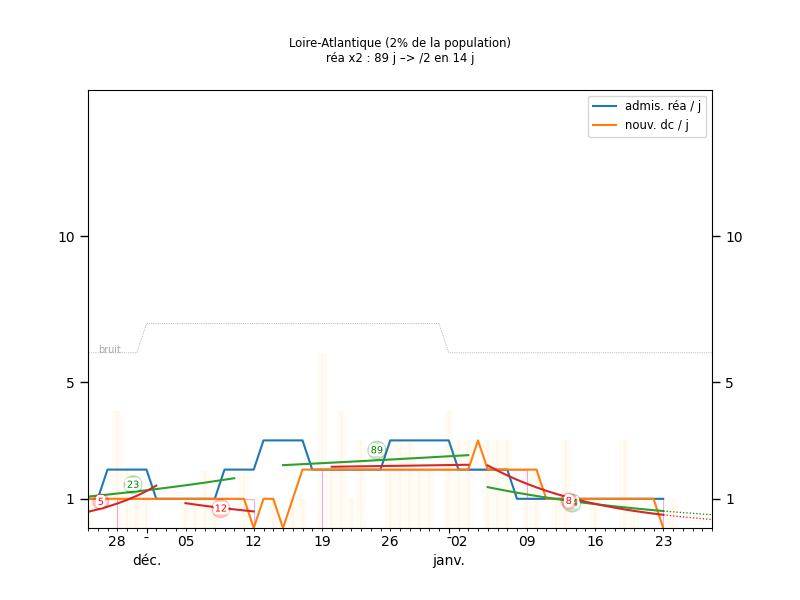 Loire-Atlantique (2% de la population)
réa x2 : 89 j –> /2 en 14 j
admis. réa / j
nouv. dc / j
10 10
bruit
5 5
89
23
5 12 8
1 1
28 - 05 12 19 26 02 09 16 23
déc. janv.